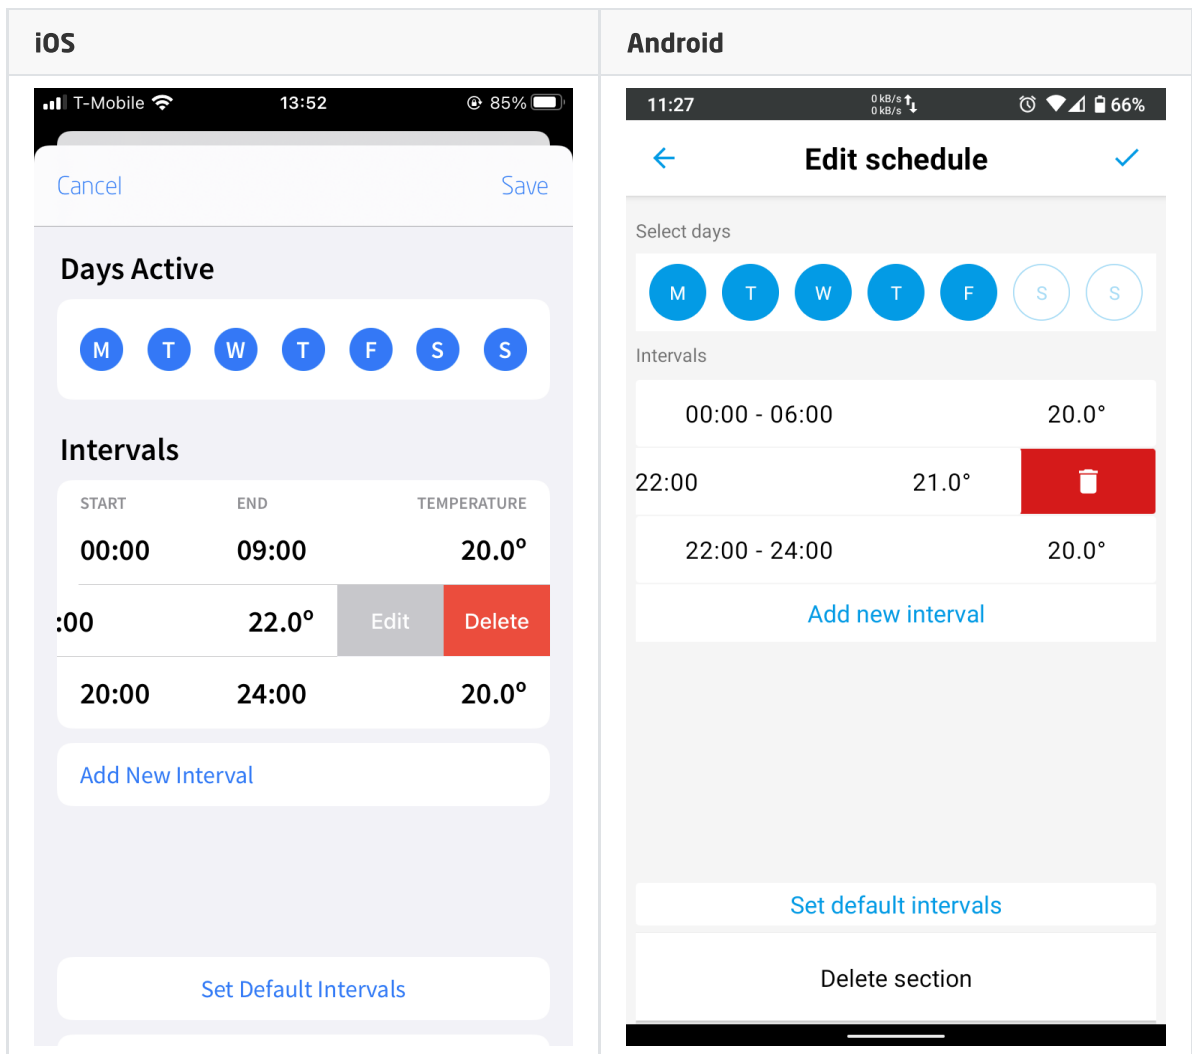 iOS
T-Mobile 13:52 85%
Cancel Save
Days Active
M T W T F S S
Intervals
START END TEMPERATURE
00:00 09:00 20.0º
:00 22.0º Edit Delete
20:00 24:00 20.0º
Add New Interval
Set Default Intervals
Android
11:27 0 kB/s 66%
0 kB/s
Edit schedule
Select days
M T W T F S S
Intervals
00:00 - 06:00 20.0°
22:00 21.0°
22:00 - 24:00 20.0°
Add new interval
Set default intervals
Delete section